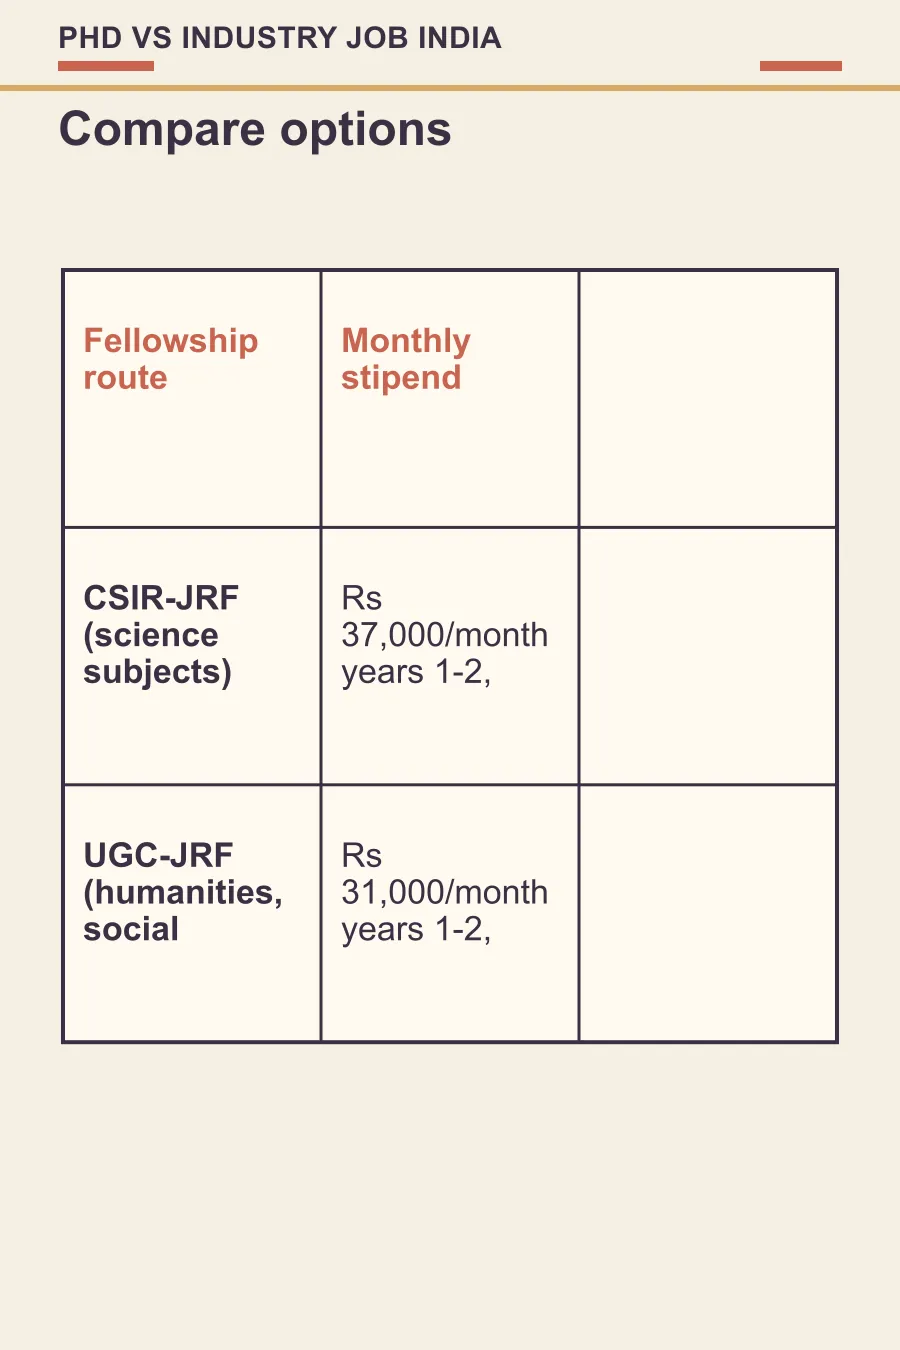 PHD VS INDUSTRY JOB INDIA
Compare options
Fellowship
route
Monthly
stipend
CSIR-JRF
(science
subjects)
Rs
37,000/month
years 1-2,
UGC-JRF
(humanities,
social
Rs
31,000/month
years 1-2,